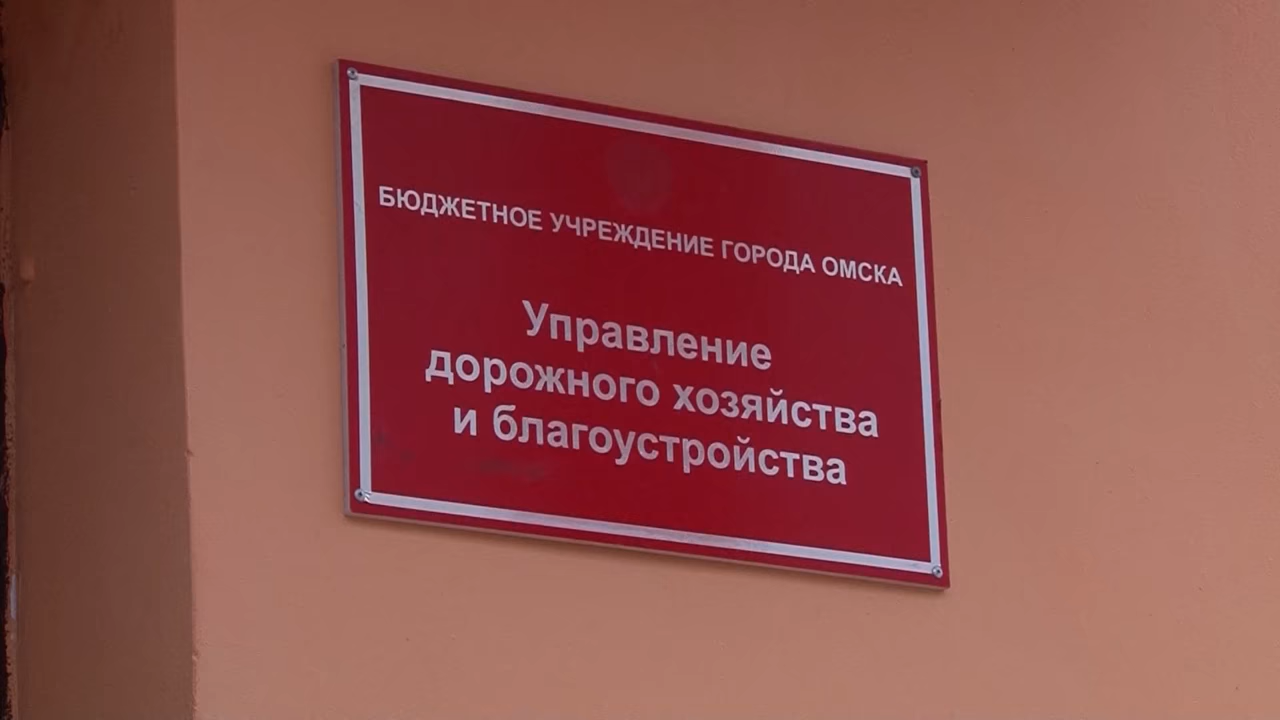 БЮДЖЕТНОЕ УЧРЕЖДЕНИЕ ГОРОДА ОМСКА
Управление
дорожного хозяйства
и благоустройства